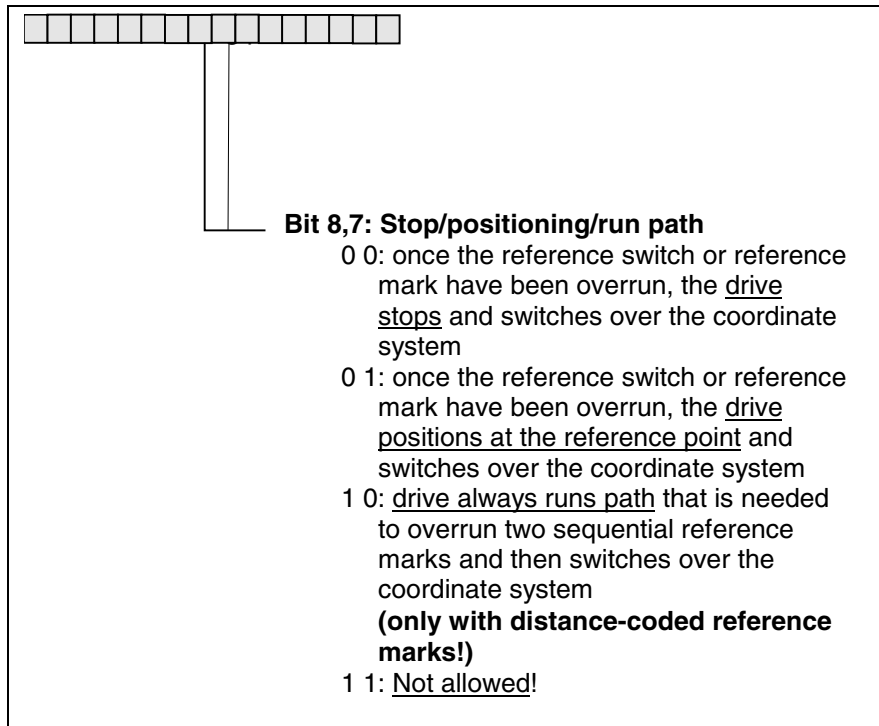 Bit 8,7: Stop/positioning/run path
0 0: once the reference switch or reference
mark have been overrun, the drive
stops and switches over the coordinate
system
0 1: once the reference switch or reference
mark have been overrun, the drive
positions at the reference point and
switches over the coordinate system
1 0: drive always runs path that is needed
to overrun two sequential reference
marks and then switches over the
coordinate system
(only with distance-coded reference
marks!)
1 1: Not allowed!